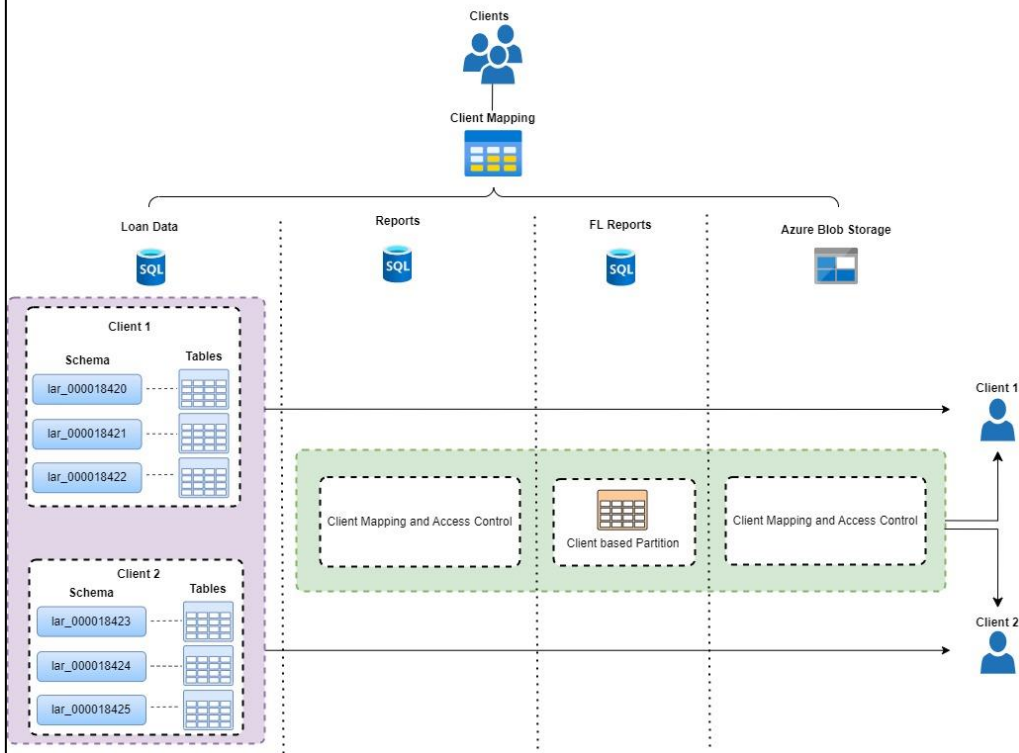 Clients
Client Mapping
Loan Data
Reports
FL Reports
Azure Blob Storage
SQL
SQL
SQL
Client 1
Schema
Tables
lar_000018420
lar_000018421
lar_000018422
Client 1
Client Mapping and Access Control
Client based Partition
Client Mapping and Access Control
Client 2
Schema
Tables
lar_000018423
lar_000018424
lar_000018425
Client 2